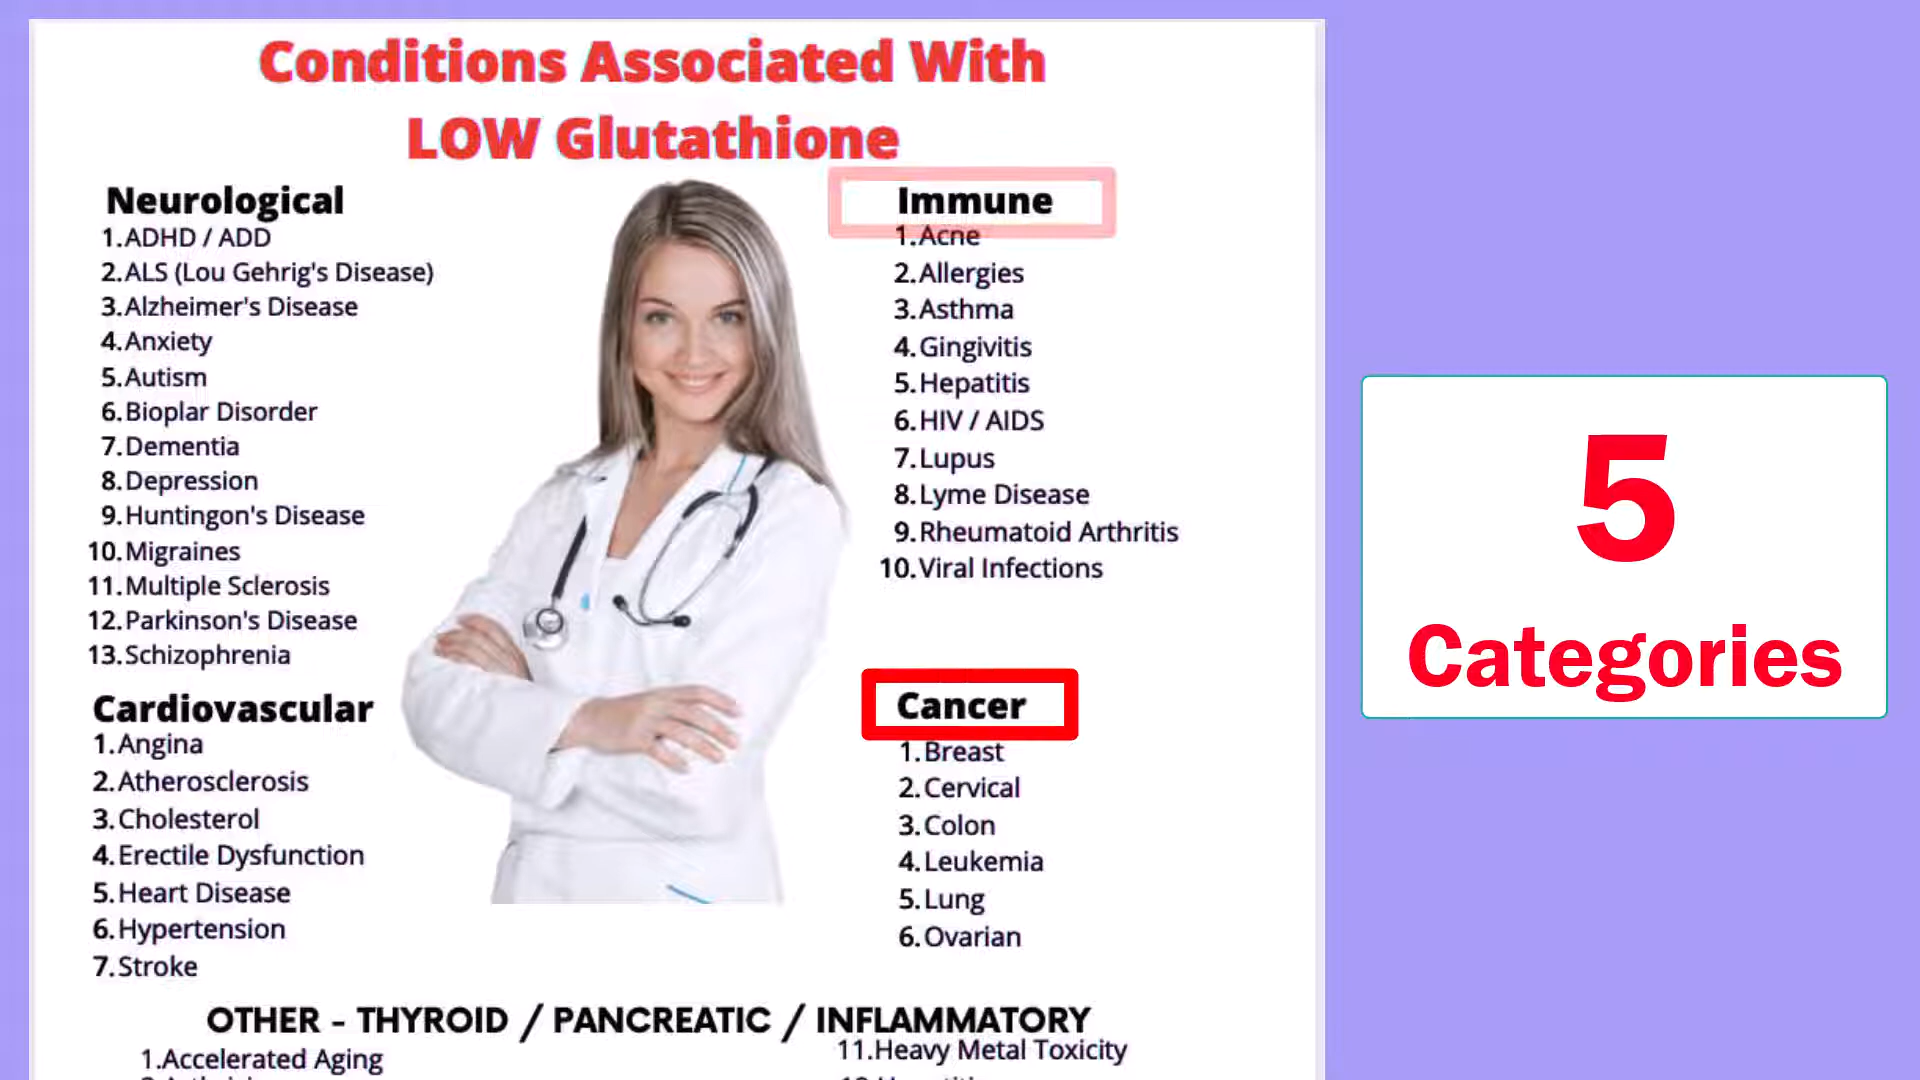 Conditions Associated With
LOW Glutathione
Neurological
1. ADHD / ADD
2. ALS (Lou Gehrig's Disease)
3. Alzheimer's Disease
4. Anxiety
5. Autism
6. Bioplar Disorder
7. Dementia
8. Depression
9. Huntingon's Disease
10. Migraines
11. Multiple Sclerosis
12. Parkinson's Disease
13. Schizophrenia
Cardiovascular
1. Angina
2. Atherosclerosis
3. Cholesterol
4. Erectile Dysfunction
5. Heart Disease
6. Hypertension
7. Stroke
Immune
1. Acne
2. Allergies
3. Asthma
4. Gingivitis
5. Hepatitis
6. HIV / AIDS
7. Lupus
8. Lyme Disease
9. Rheumatoid Arthritis
10. Viral Infections
Cancer
1. Breast
2. Cervical
3. Colon
4. Leukemia
5. Lung
6. Ovarian
OTHER - THYROID / PANCREATIC / INFLAMMATORY
1. Accelerated Aging
11. Heavy Metal Toxicity
5
Categories